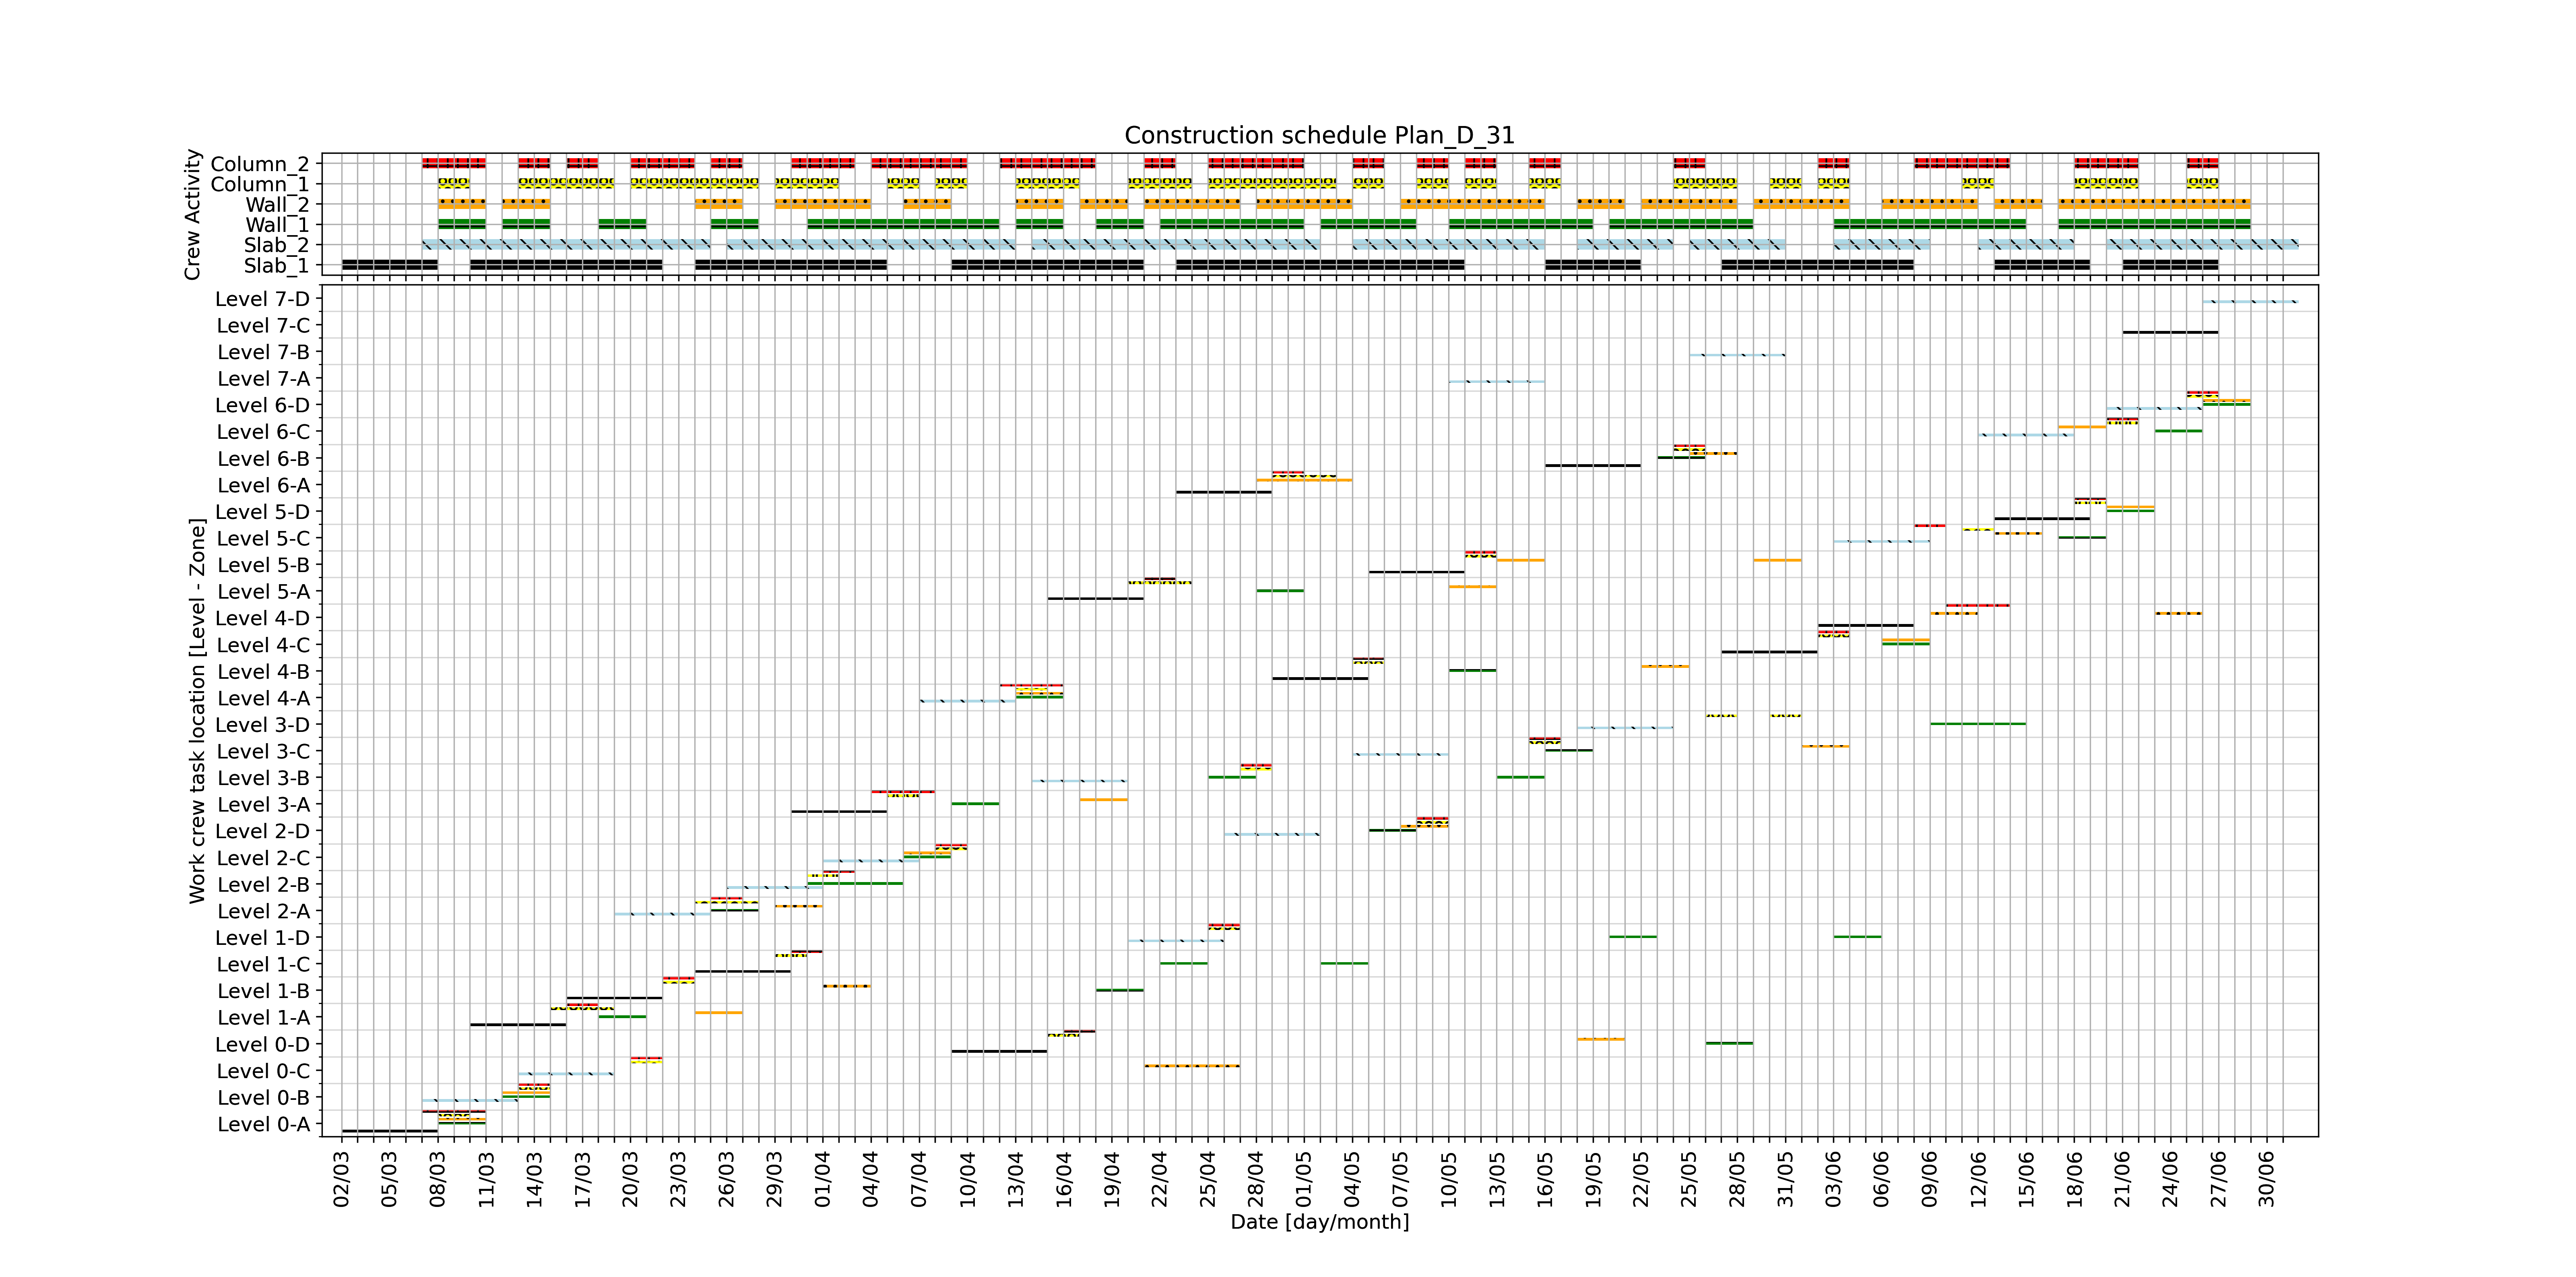 Construction schedule Plan_D_31
Crew Activity
Column_2
Column_1
Wall_2
Wall_1
Slab_2
Slab_1
Work crew task location [Level - Zone]
Level 7-D
Level 7-C
Level 7-B
Level 7-A
Level 6-D
Level 6-C
Level 6-B
Level 6-A
Level 5-D
Level 5-C
Level 5-B
Level 5-A
Level 4-D
Level 4-C
Level 4-B
Level 4-A
Level 3-D
Level 3-C
Level 3-B
Level 3-A
Level 2-D
Level 2-C
Level 2-B
Level 2-A
Level 1-D
Level 1-C
Level 1-B
Level 1-A
Level 0-D
Level 0-C
Level 0-B
Level 0-A
02/03 05/03 08/03 11/03 14/03 17/03 20/03 23/03 26/03 29/03 01/04 04/04 07/04 10/04 13/04 16/04 19/04 22/04 25/04 28/04 01/05 04/05 07/05 10/05 13/05 16/05 19/05 22/05 25/05 28/05 31/05 03/06 06/06 09/06 12/06 15/06 18/06 21/06 24/06 27/06 30/06
Date [day/month]